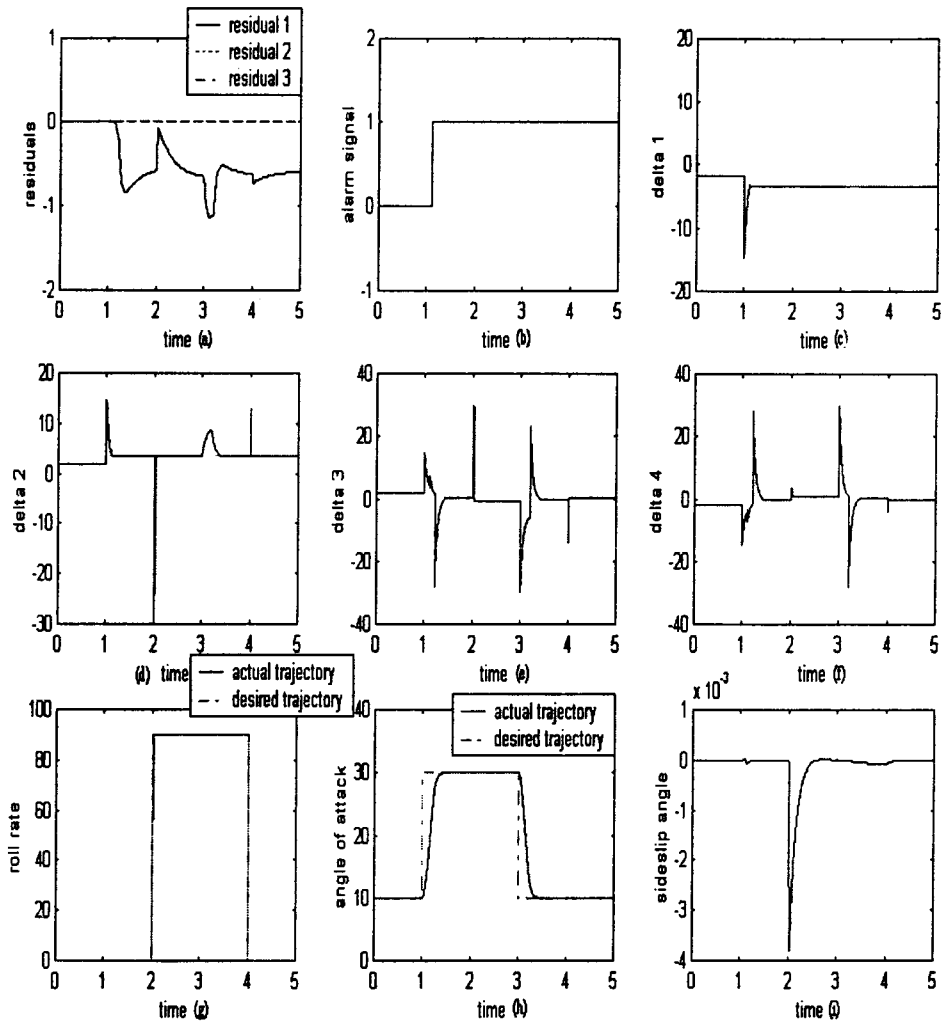 residual 1
residual 2
residual 3
1
0
-1
-2
residuals
0 1 2 3 4 5
time (a)
2
1
0
-1
alarm signal
0 1 2 3 4 5
time (b)
20
10
0
-10
-20
delta 1
0 1 2 3 4 5
time (c)
20
10
0
-10
-20
-30
delta 2
0 1 2 3 4 5
(d) time
40
20
0
-20
-40
delta 3
0 1 2 3 4 5
time (e)
40
20
0
-20
-40
delta 4
0 1 2 3 4 5
time (f)
actual trajectory
desired trajectory
100
80
60
40
20
0
roll rate
0 1 2 3 4 5
time (g)
actual trajectory
desired trajectory
40
30
20
10
0
angle of attack
0 1 2 3 4 5
time (h)
x 10-3
1
0
-1
-2
-3
-4
sideslip angle
0 1 2 3 4 5
time (i)